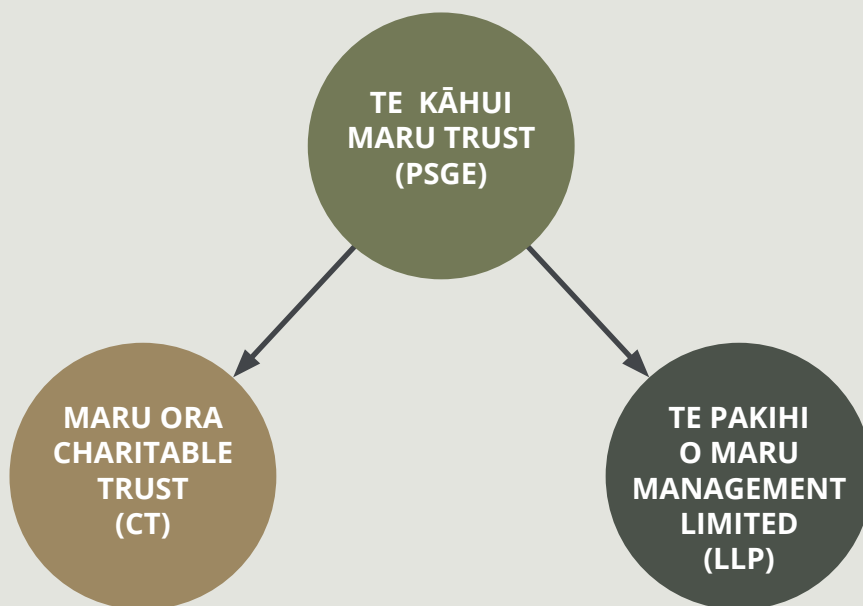 TE KĀHUI
MARU TRUST
(PSGE)
MARU ORA
CHARITABLE
TRUST
(CT)
TE PAKIHI
O MARU
MANAGEMENT
LIMITED
(LLP)